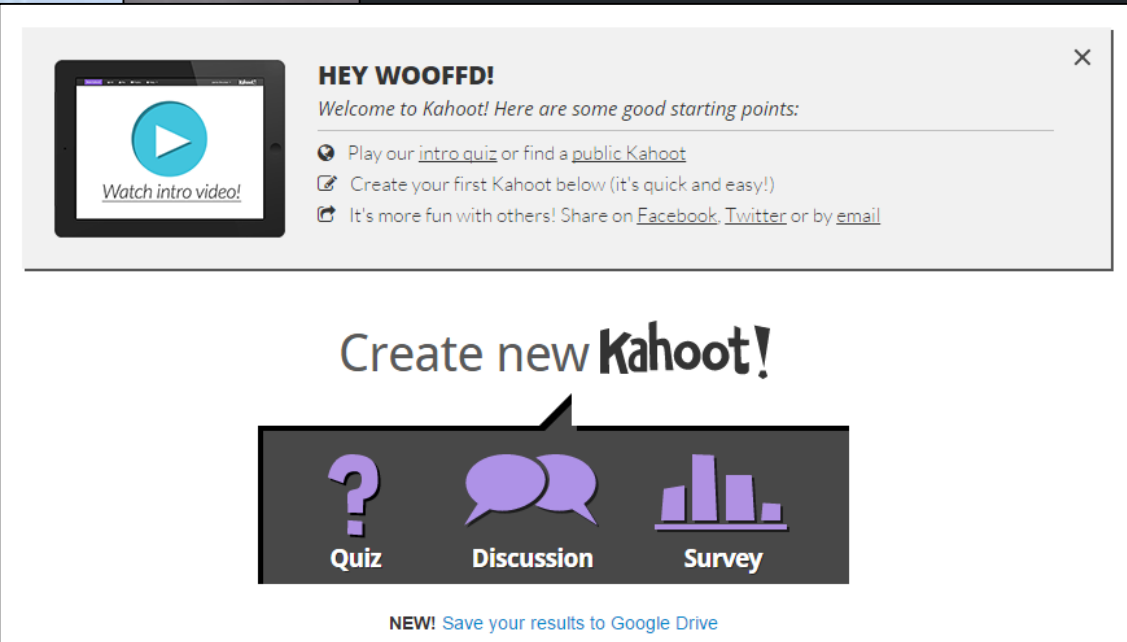 HEY WOOFFD!
Welcome to Kahoot! Here are some good starting points:
Play our intro quiz or find a public Kahoot
Create your first Kahoot below (it's quick and easy!)
It's more fun with others! Share on Facebook, Twitter or by email
Watch intro video!
Create new Kahoot!
Quiz Discussion Survey
NEW! Save your results to Google Drive